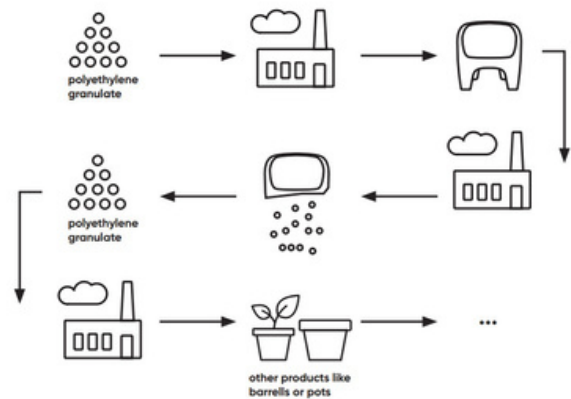 polyethylene
granulate
polyethylene
granulate
...
other products like
barrells or pots